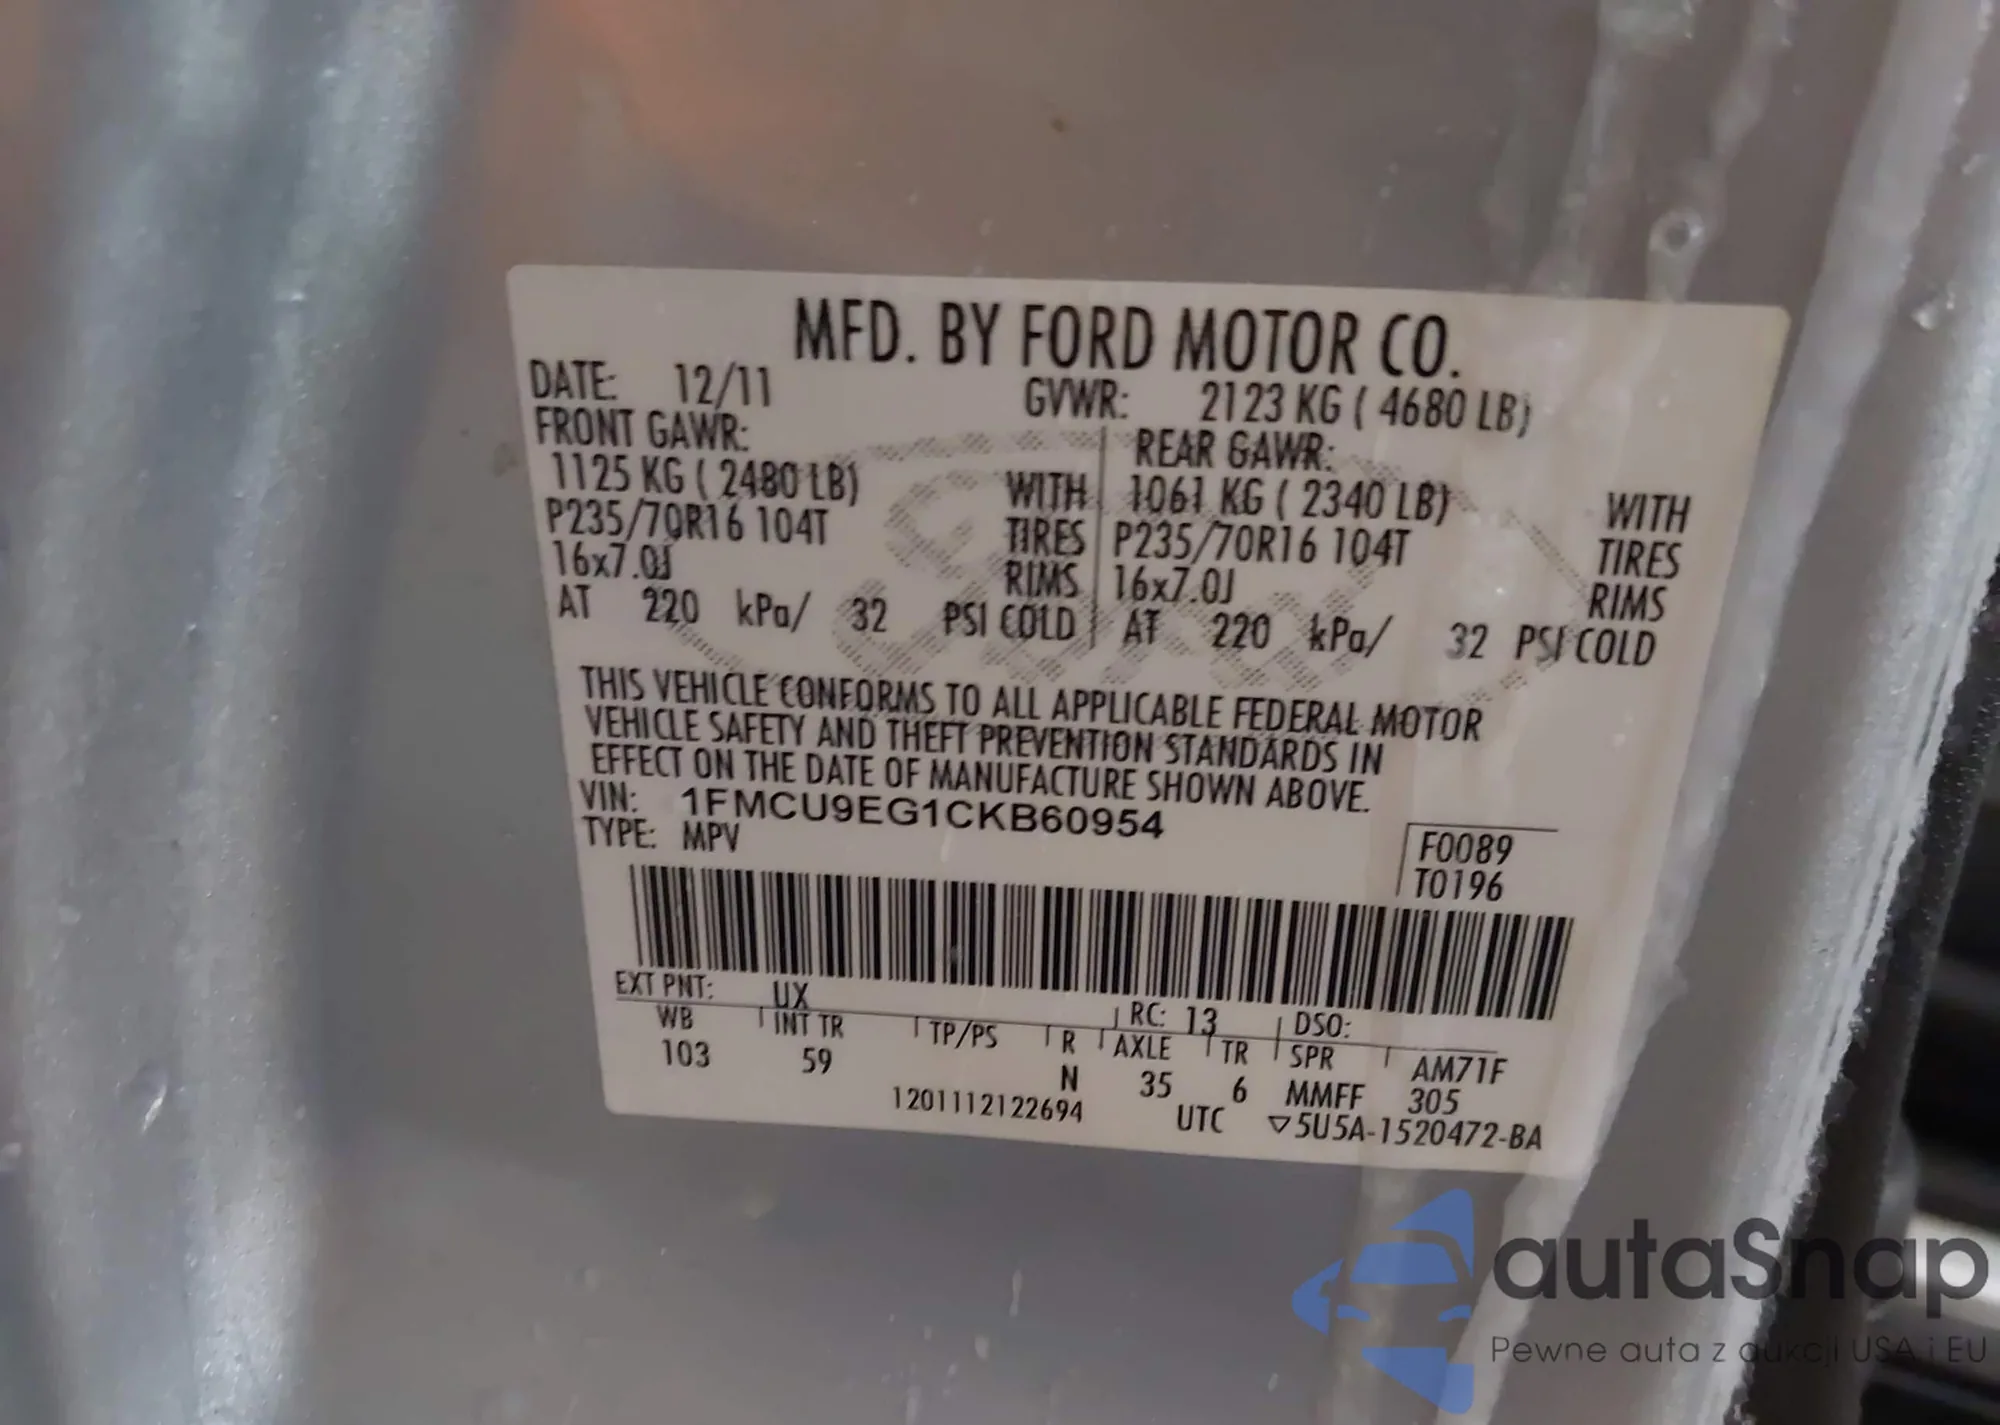 MFD. BY FORD MOTOR CO.
DATE: 12/11 GVWR: 2123 KG ( 4680 LB)
FRONT GAWR: REAR GAWR:
1125 KG ( 2480 LB) WITH 1061 KG ( 2340 LB) WITH
P235/70R16 104T TIRES P235/70R16 104T TIRES
16x7.0J RIMS 16x7.0J RIMS
AT 220 kPa/ 32 PSI COLD AT 220 kPa/ 32 PSI COLD
THIS VEHICLE CONFORMS TO ALL APPLICABLE FEDERAL MOTOR
VEHICLE SAFETY AND THEFT PREVENTION STANDARDS IN
EFFECT ON THE DATE OF MANUFACTURE SHOWN ABOVE.
VIN: 1FMCU9EG1CKB60954
TYPE: MPV F0089
T0196
EXT PNT: UX RC: 13 DSO:
WB INT TR TP/PS R AXLE TR SPR AM71F
103 59 N 35 6 MMFF 305
1201112122694 UTC ▽5U5A-1520472-BA
autaSnap
Pewne auta z aukcji USA i EU